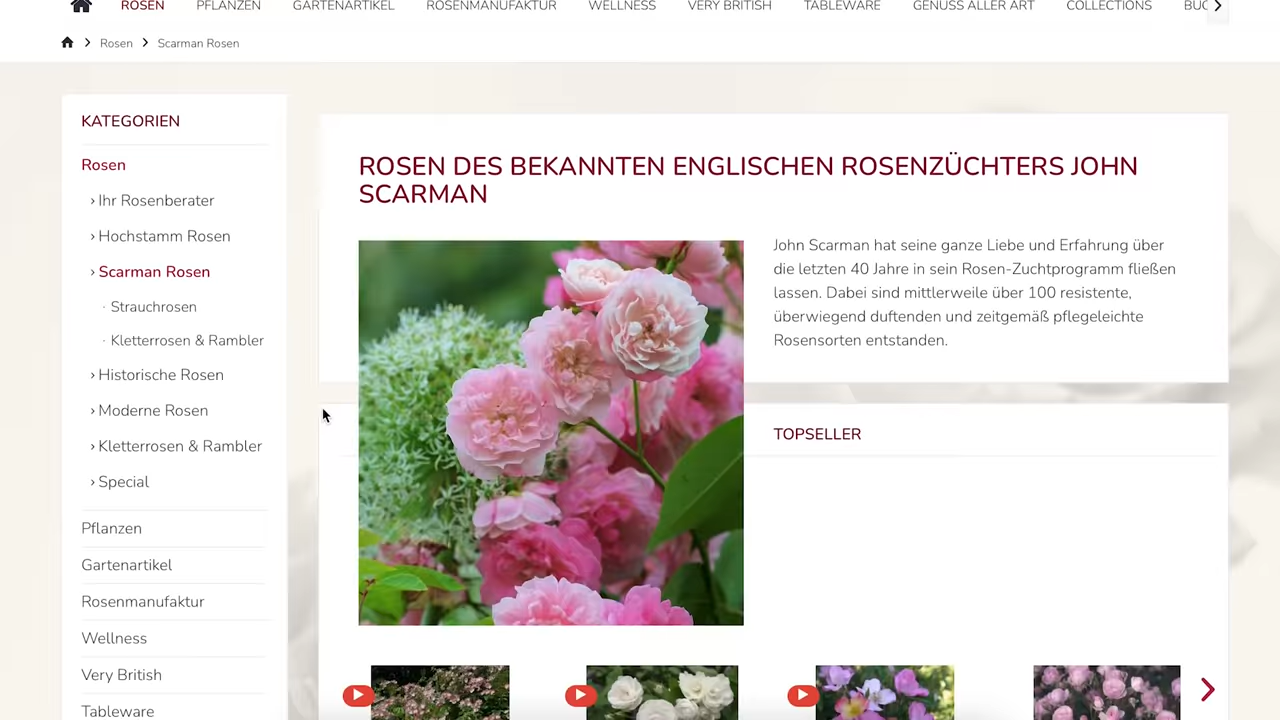 ROSEN PFLANZEN GARTENARTIKEL ROSENMANUFAKTUR WELLNESS VERY BRITISH TABLEWARE GENUSS ALLER ART COLLECTIONS
Rosen Scarman Rosen
KATEGORIEN
Rosen
› Ihr Rosenberater
› Hochstamm Rosen
› Scarman Rosen
· Strauchrosen
· Kletterrosen & Rambler
› Historische Rosen
› Moderne Rosen
› Kletterrosen & Rambler
› Special
Pflanzen
Gartenartikel
Rosenmanufaktur
Wellness
Very British
Tableware
ROSEN DES BEKANNTEN ENGLISCHEN ROSENZÜCHTERS JOHN
SCARMAN
John Scarman hat seine ganze Liebe und Erfahrung über
die letzten 40 Jahre in sein Rosen-Zuchtprogramm fließen
lassen. Dabei sind mittlerweile über 100 resistente,
überwiegend duftenden und zeitgemäß pflegeleichte
Rosensorten entstanden.
TOPSELLER